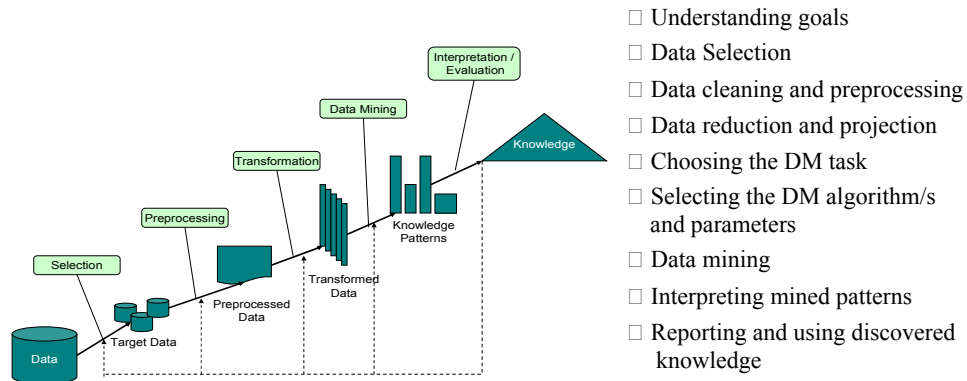 Interpretation /
Evaluation
Data Mining
Knowledge
Transformation
Preprocessing
Knowledge
Patterns
Selection
Transformed
Data
Preprocessed
Data
Target Data
Data
□ Understanding goals
□ Data Selection
□ Data cleaning and preprocessing
□ Data reduction and projection
□ Choosing the DM task
□ Selecting the DM algorithm/s
and parameters
□ Data mining
□ Interpreting mined patterns
□ Reporting and using discovered
knowledge